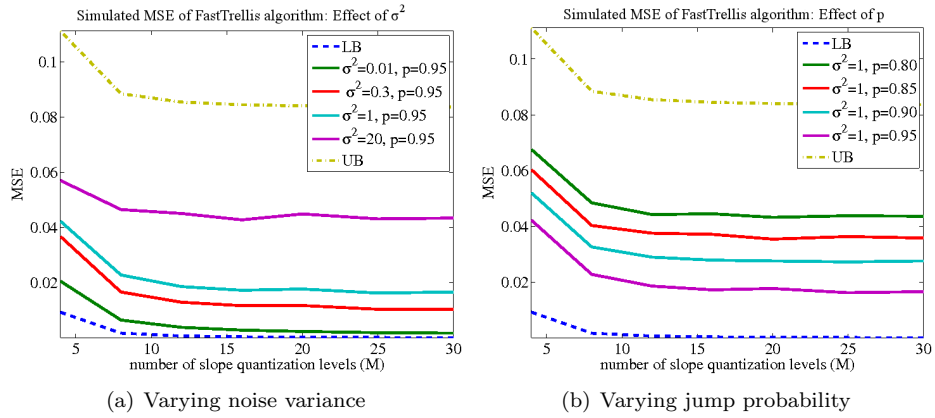 Simulated MSE of FastTrellis algorithm: Effect of σ²
0.1
0.08
0.06
0.04
0.02
MSE
LB
σ²=0.01, p=0.95
σ²=0.3, p=0.95
σ²=1, p=0.95
σ²=20, p=0.95
UB
5 10 15 20 25 30
number of slope quantization levels (M)
(a) Varying noise variance
Simulated MSE of FastTrellis algorithm: Effect of p
0.1
0.08
0.06
0.04
0.02
MSE
LB
σ²=1, p=0.80
σ²=1, p=0.85
σ²=1, p=0.90
σ²=1, p=0.95
UB
5 10 15 20 25 30
number of slope quantization levels (M)
(b) Varying jump probability